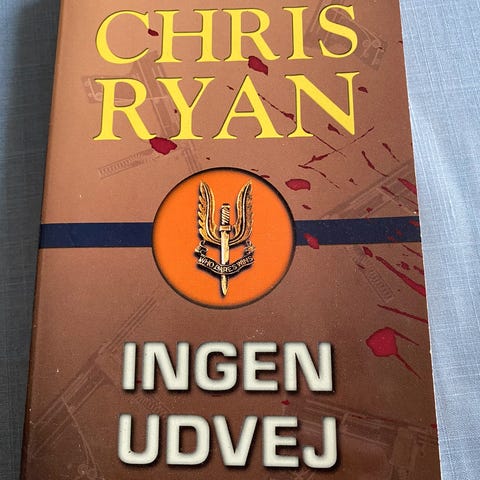 CHRIS
RYAN
WHO DARES WINS
INGEN
UDVEJ